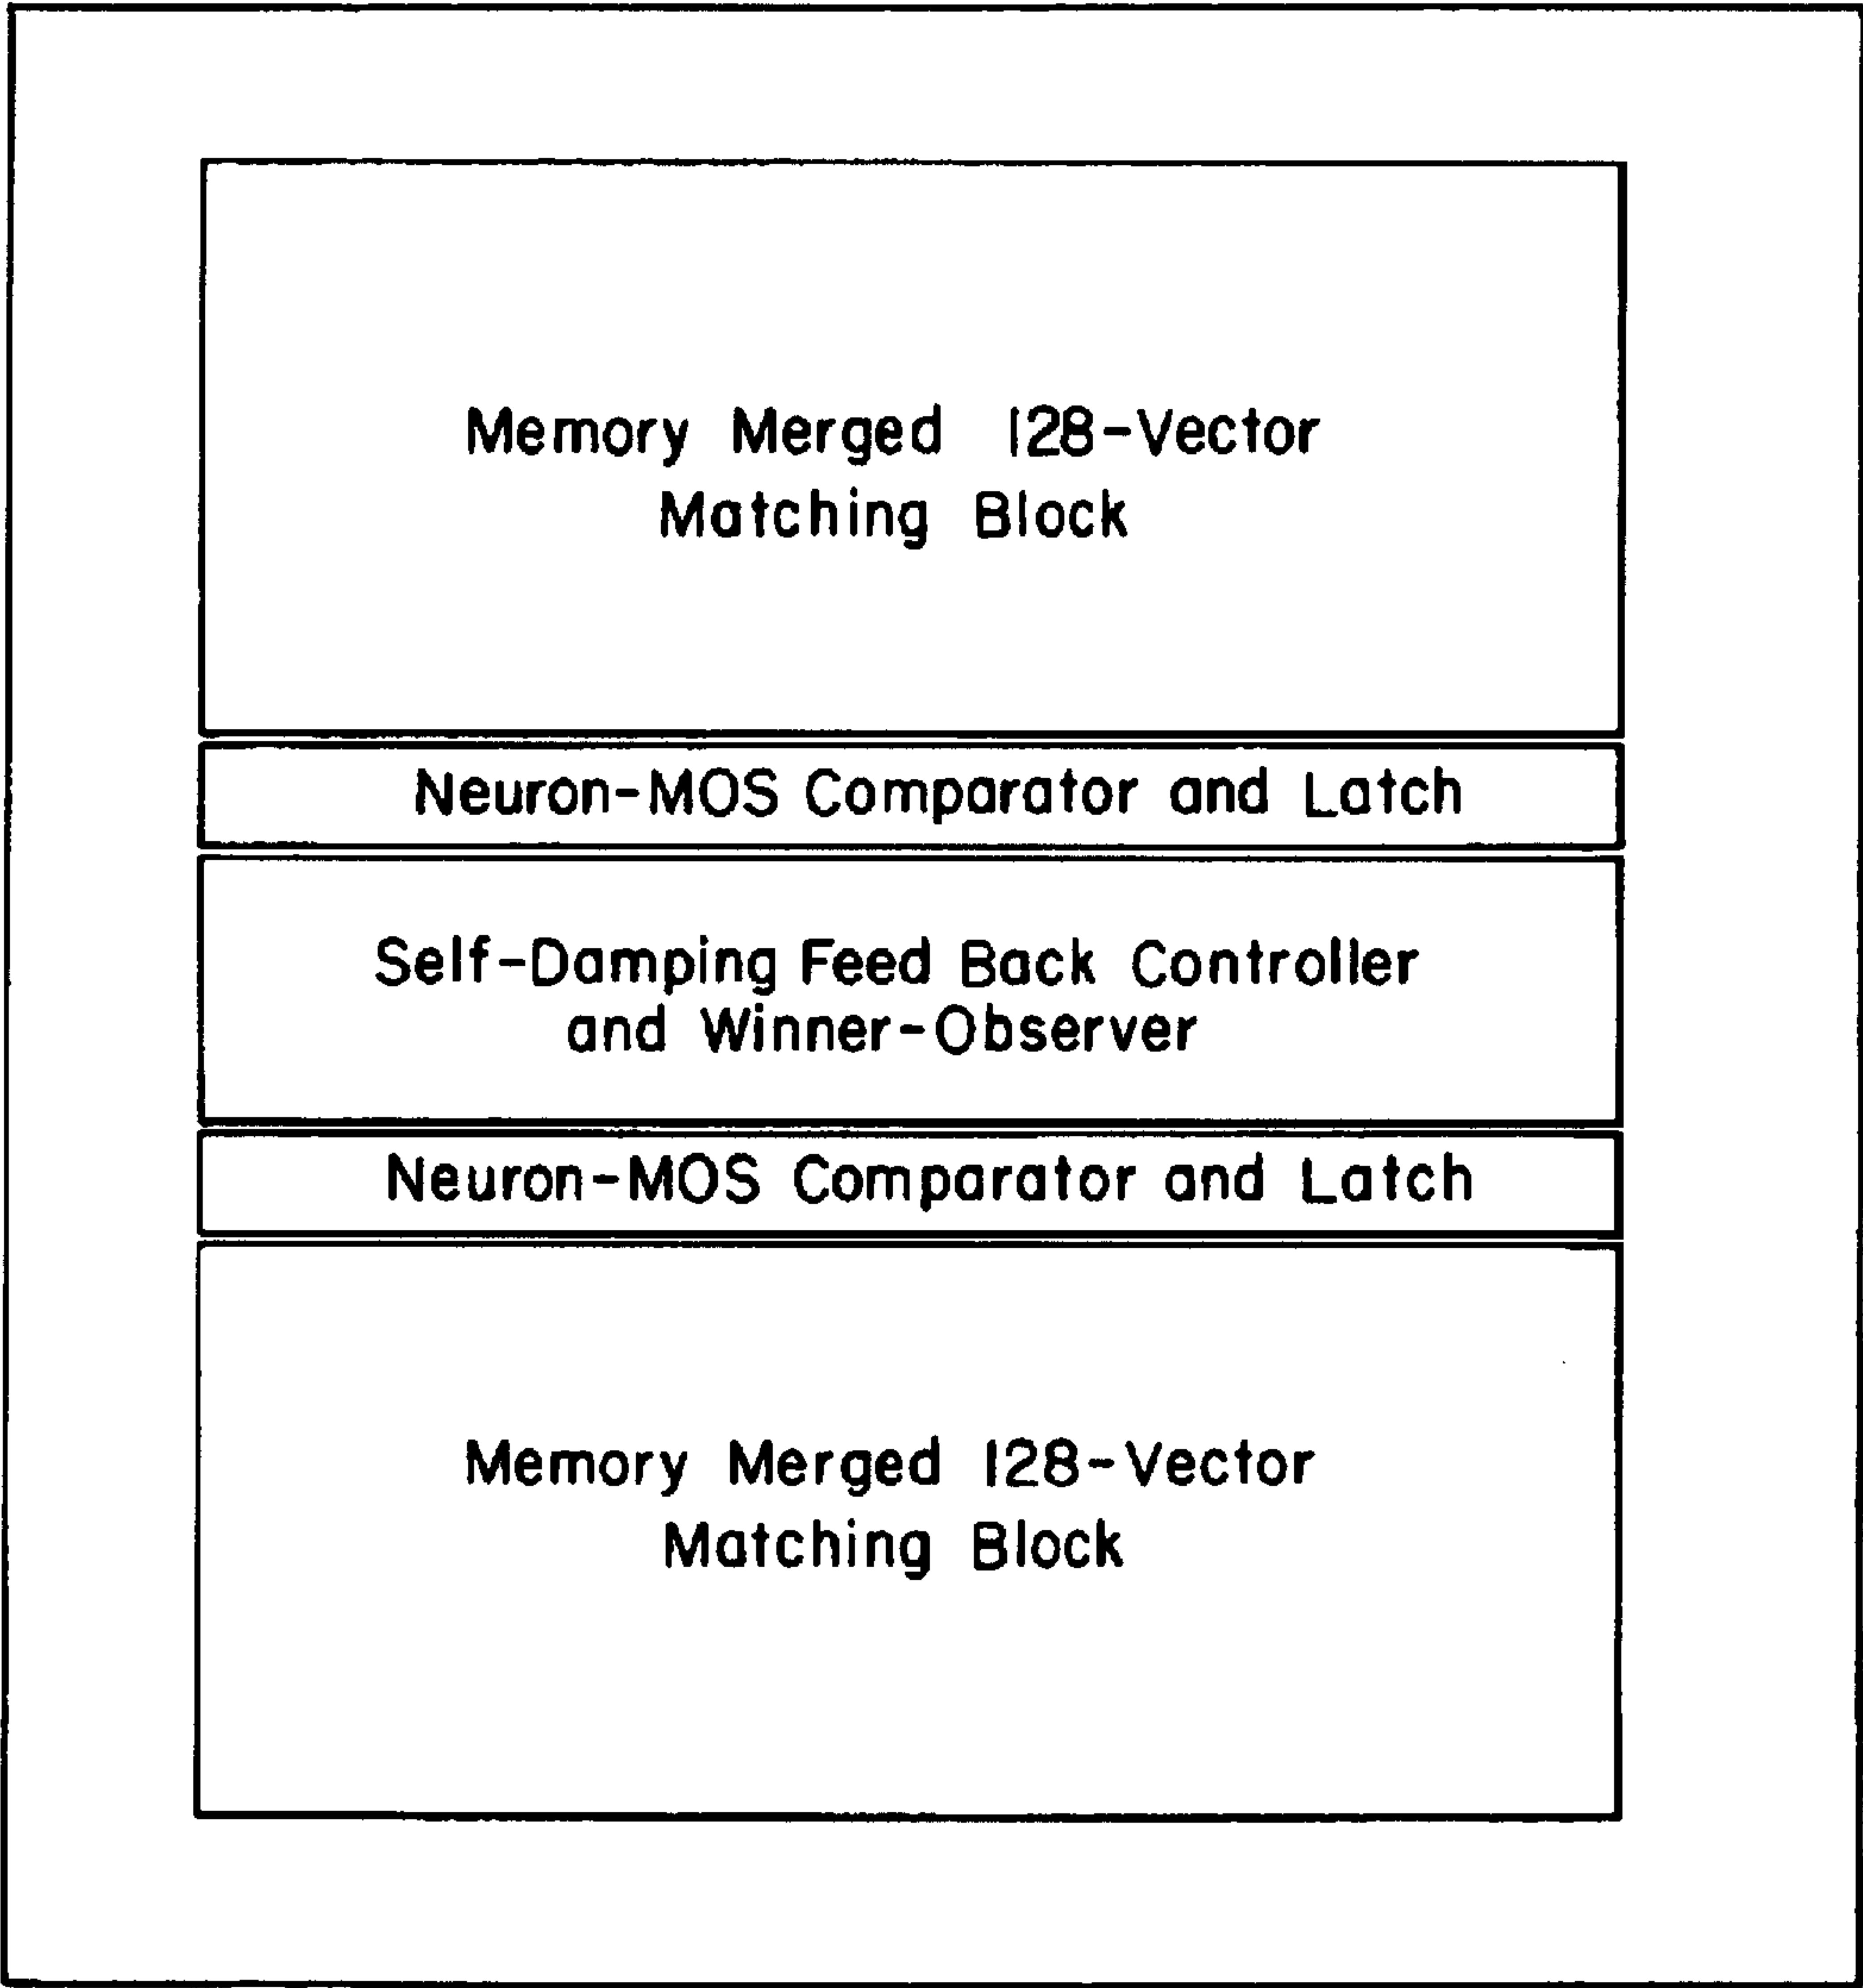 Memory Merged 128-Vector
Matching Block
Neuron-MOS Comparator and Latch
Self-Damping Feed Back Controller
and Winner-Observer
Neuron-MOS Comparator and Latch
Memory Merged 128-Vector
Matching Block